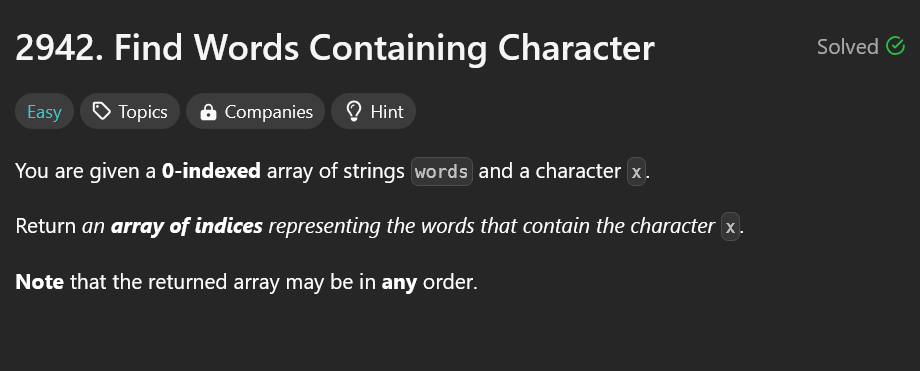 2942. Find Words Containing Character
Solved
Easy Topics Companies Hint
You are given a 0-indexed array of strings words and a character x.
Return an array of indices representing the words that contain the character x.
Note that the returned array may be in any order.